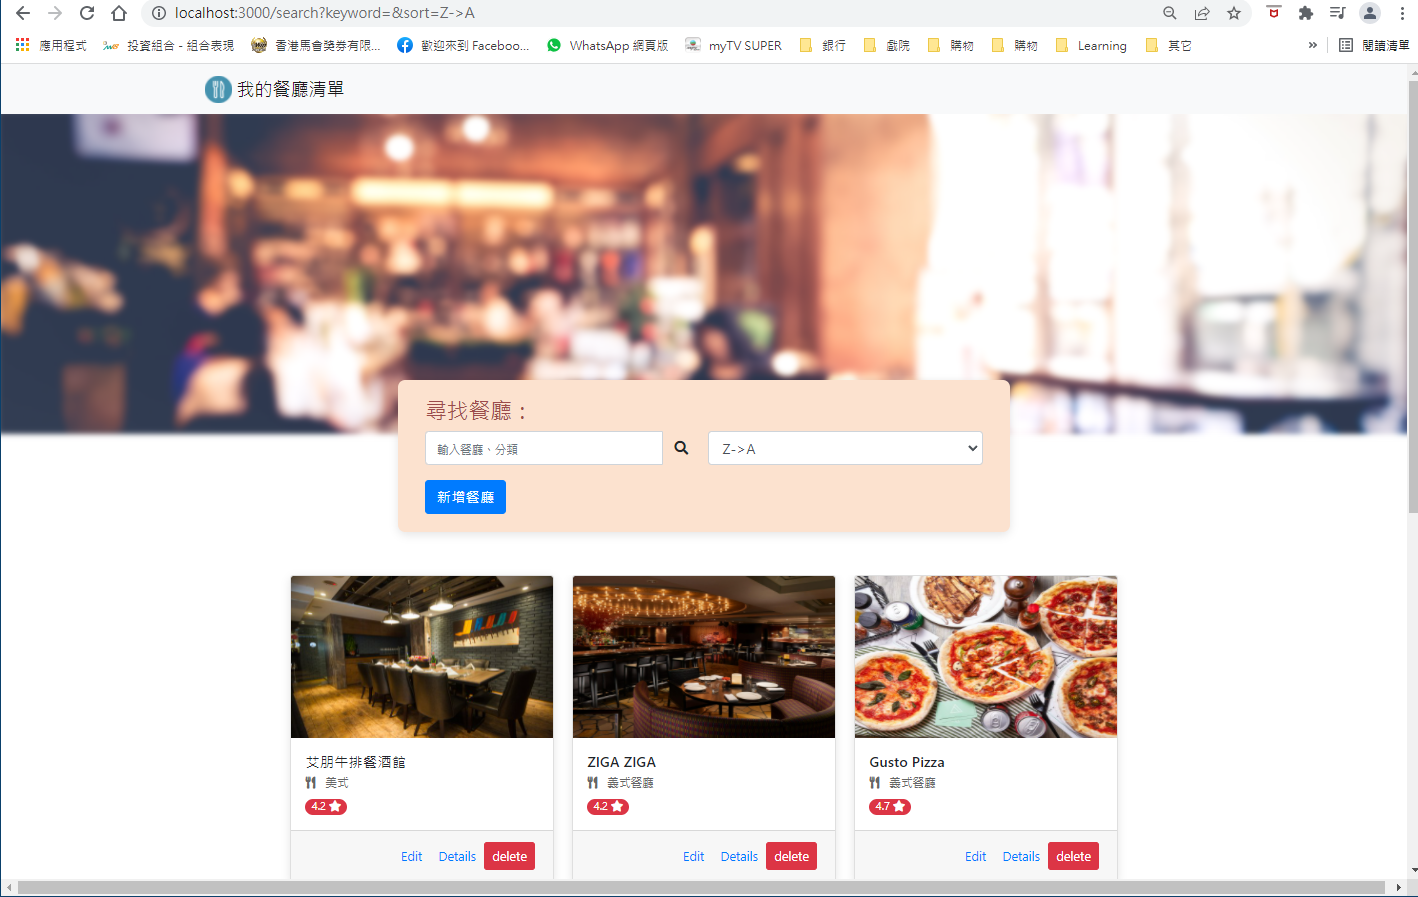 localhost:3000/search?keyword=&sort=Z->A
應用程式
投資組合 - 組合表現
香港馬會獎券有限...
歡迎來到 Faceboo...
WhatsApp 網頁版
myTV SUPER
銀行
戲院
購物
購物
Learning
其它
»
閱讀清單
我的餐廳清單
尋找餐廳：
輸入餐廳、分類
Z->A
新增餐廳
艾朋牛排餐酒館
美式
4.2
Edit Details delete
ZIGA ZIGA
義式餐廳
4.2
Edit Details delete
Gusto Pizza
義式餐廳
4.7
Edit Details delete